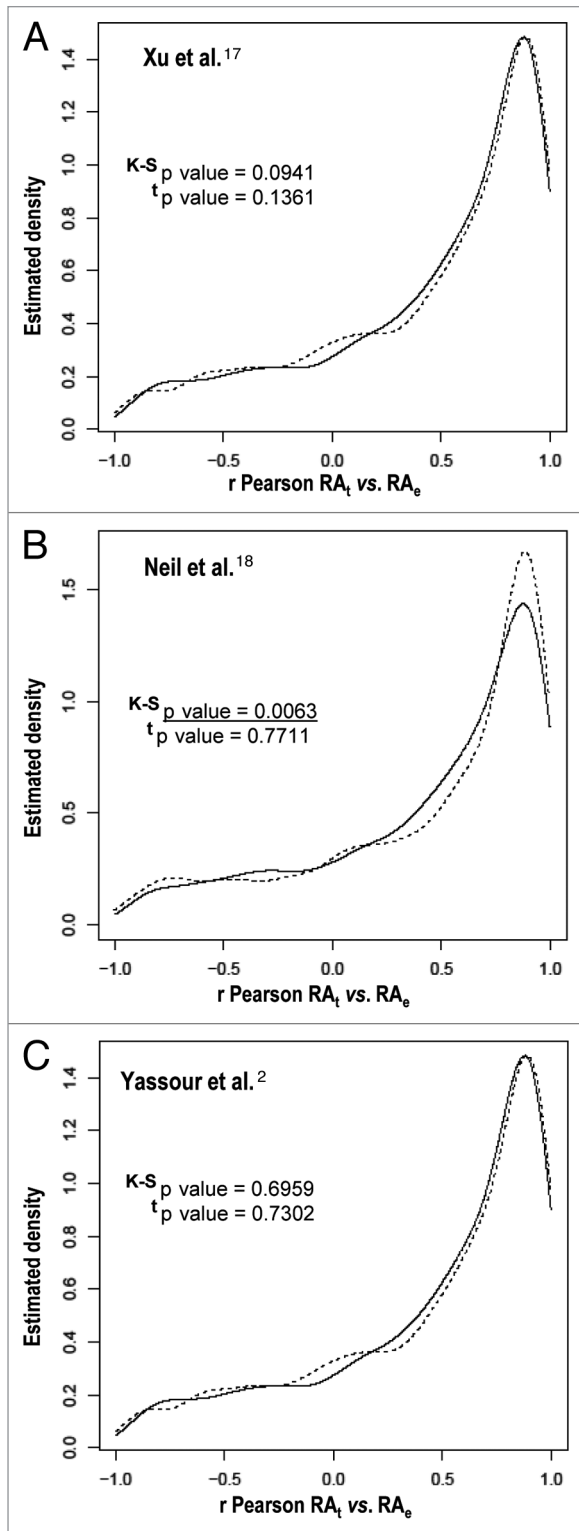 A
Xu et al.17
K-S p value = 0.0941
t p value = 0.1361
Estimated density
0.0 0.2 0.4 0.6 0.8 1.0 1.2 1.4
−1.0 −0.5 0.0 0.5 1.0
r Pearson RAt vs. RAe
B
Neil et al.18
K-S p value = 0.0063
t p value = 0.7711
Estimated density
0.0 0.5 1.0 1.5
−1.0 −0.5 0.0 0.5 1.0
r Pearson RAt vs. RAe
C
Yassour et al.2
K-S p value = 0.6959
t p value = 0.7302
Estimated density
0.0 0.2 0.4 0.6 0.8 1.0 1.2 1.4
−1.0 −0.5 0.0 0.5 1.0
r Pearson RAt vs. RAe